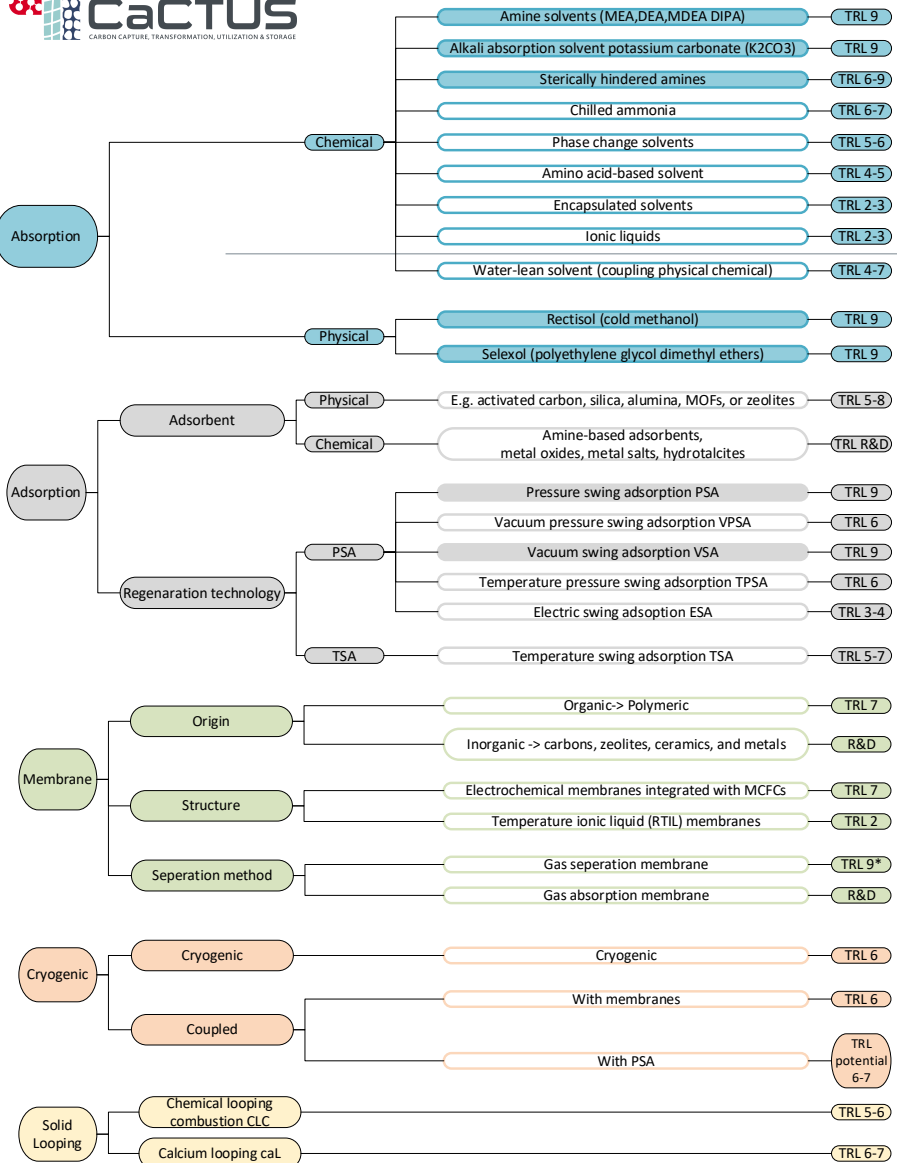 CaCTUS
CARBON CAPTURE, TRANSFORMATION, UTILIZATION & STORAGE
Absorption
Chemical
Amine solvents (MEA,DEA,MDEA DIPA)
TRL 9
Alkali absorption solvent potassium carbonate (K2CO3)
TRL 9
Sterically hindered amines
TRL 6-9
Chilled ammonia
TRL 6-7
Phase change solvents
TRL 5-6
Amino acid-based solvent
TRL 4-5
Encapsulated solvents
TRL 2-3
Ionic liquids
TRL 2-3
Water-lean solvent (coupling physical chemical)
TRL 4-7
Physical
Rectisol (cold methanol)
TRL 9
Selexol (polyethylene glycol dimethyl ethers)
TRL 9
Adsorption
Adsorbent
Physical
E.g. activated carbon, silica, alumina, MOFs, or zeolites
TRL 5-8
Chemical
Amine-based adsorbents,
metal oxides, metal salts, hydrotalcites
TRL R&D
Regenaration technology
PSA
Pressure swing adsorption PSA
TRL 9
Vacuum pressure swing adsorption VPSA
TRL 6
Vacuum swing adsorption VSA
TRL 9
Temperature pressure swing adsorption TPSA
TRL 6
Electric swing adsoption ESA
TRL 3-4
TSA
Temperature swing adsorption TSA
TRL 5-7
Membrane
Origin
Organic-> Polymeric
TRL 7
Inorganic -> carbons, zeolites, ceramics, and metals
R&D
Structure
Electrochemical membranes integrated with MCFCs
TRL 7
Temperature ionic liquid (RTIL) membranes
TRL 2
Seperation method
Gas seperation membrane
TRL 9*
Gas absorption membrane
R&D
Cryogenic
Cryogenic
Cryogenic
TRL 6
Coupled
With membranes
TRL 6
With PSA
TRL
potential
6-7
Solid
Looping
Chemical looping
combustion CLC
TRL 5-6
Calcium looping caL
TRL 6-7